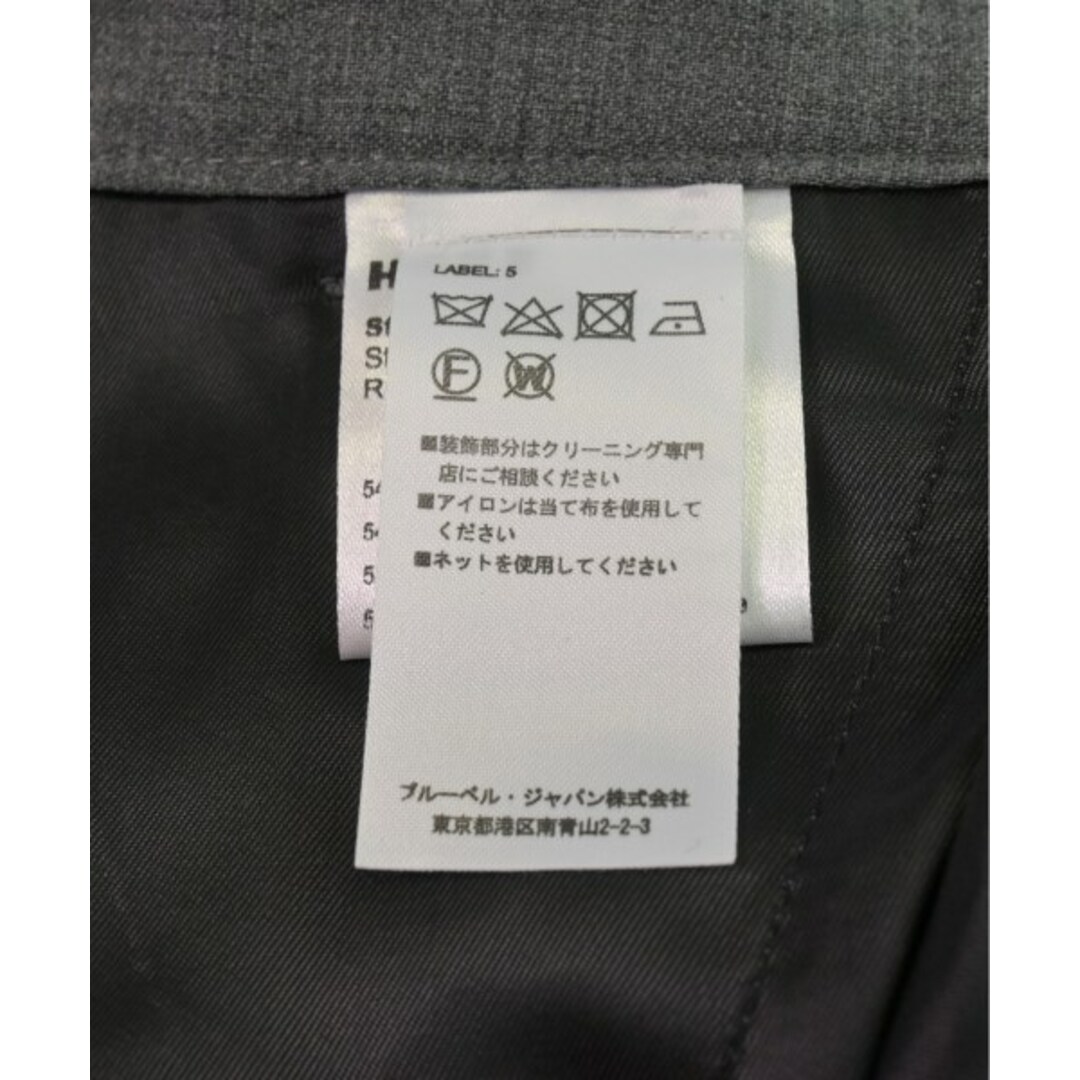 LABEL: 5
F
W
■装飾部分はクリーニング専門
店にご相談ください
■アイロンは当て布を使用して
ください
■ネットを使用してください
ブルーベル・ジャパン株式会社
東京都港区南青山2-2-3